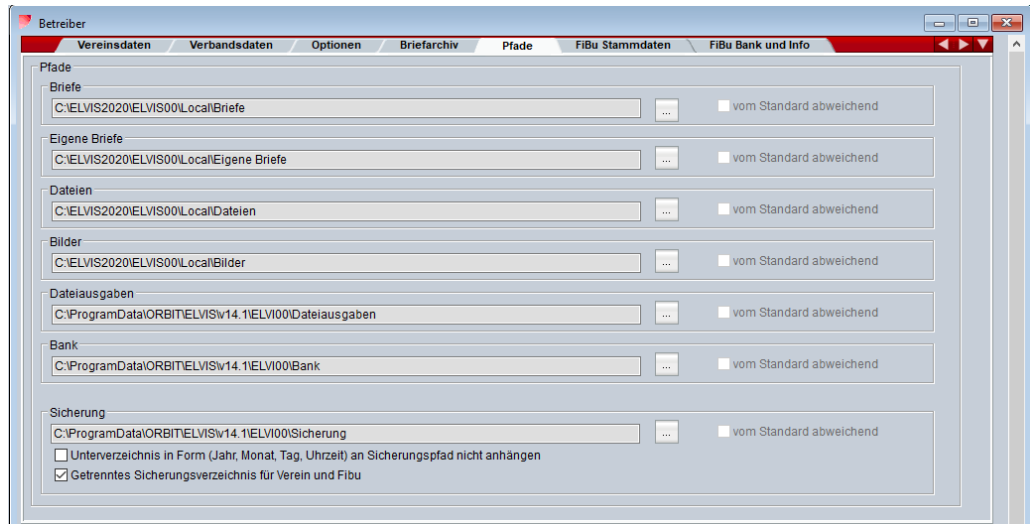 Betreiber
Vereinsdaten Verbandsdaten Optionen Briefarchiv Pfade FiBu Stammdaten FiBu Bank und Info
Pfade
Briefe
C:\ELVIS2020\ELVIS00\Local\Briefe ... vom Standard abweichend
Eigene Briefe
C:\ELVIS2020\ELVIS00\Local\Eigene Briefe ... vom Standard abweichend
Dateien
C:\ELVIS2020\ELVIS00\Local\Dateien ... vom Standard abweichend
Bilder
C:\ELVIS2020\ELVIS00\Local\Bilder ... vom Standard abweichend
Dateiausgaben
C:\ProgramData\ORBIT\ELVIS\v14.1\ELVI00\Dateiausgaben ... vom Standard abweichend
Bank
C:\ProgramData\ORBIT\ELVIS\v14.1\ELVI00\Bank ... vom Standard abweichend
Sicherung
C:\ProgramData\ORBIT\ELVIS\v14.1\ELVI00\Sicherung ... vom Standard abweichend
Unterverzeichnis in Form (Jahr, Monat, Tag, Uhrzeit) an Sicherungspfad nicht anhängen
Getrenntes Sicherungsverzeichnis für Verein und Fibu